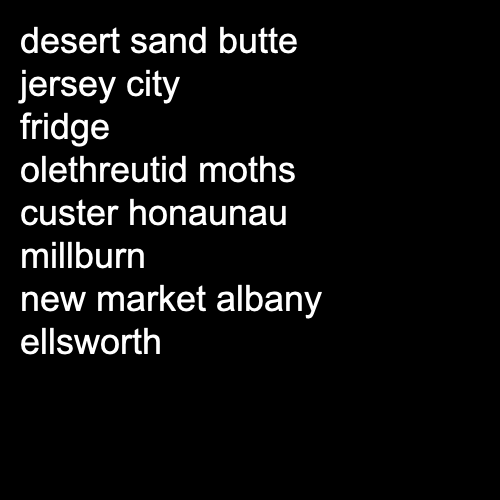 desert sand butte
jersey city
fridge
olethreutid moths
custer honaunau
millburn
new market albany
ellsworth